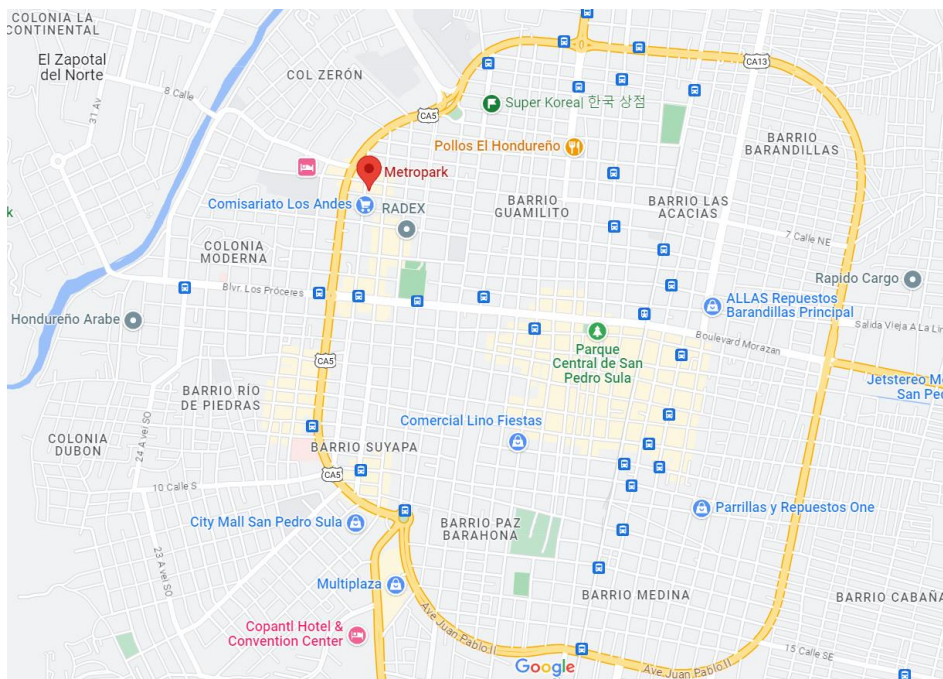 COLONIA LA
CONTINENTAL
El Zapotal
del Norte
31 Av
8 Calle
COL ZERÓN
CA5
CA13
Super Korea| 한국 상점
Pollos El Hondureño
BARRIO
BARANDILLAS
Metropark
Comisariato Los Andes
RADEX
BARRIO
GUAMILITO
BARRIO LAS
ACACIAS
k
COLONIA
MODERNA
7 Calle NE
Rapido Cargo
Blvr. Los Próceres
ALLAS Repuestos
Barandillas Principal
Hondureño Arabe
Salida Vieja A La Lin
Boulevard Morazan
Parque
Central de San
Pedro Sula
CA5
Jetstereo M
San Pe
BARRIO RÍO
DE PIEDRAS
Comercial Lino Fiestas
COLONIA
DUBON
24 A vel SO
BARRIO SUYAPA
CA5
10 Calle S
City Mall San Pedro Sula
BARRIO PAZ
BARAHONA
Parrillas y Repuestos One
23 A vel SO
Multiplaza
BARRIO MEDINA
BARRIO CABAÑA
Copantl Hotel &
Convention Center
Ave Juan Pablo II
15 Calle SE
Google
Ave Juan Pablo II